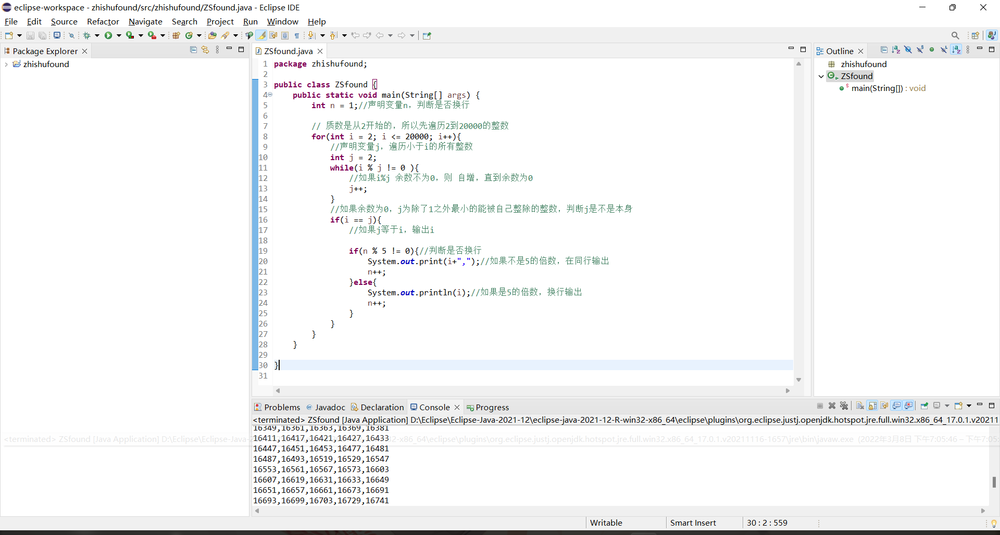 eclipse-workspace - zhishufound/src/zhishufound/ZSfound.java - Eclipse IDE
File Edit Source Refactor Navigate Search Project Run Window Help
Package Explorer
zhishufound
ZSfound.java
1 package zhishufound;
2
3 public class ZSfound {
4 public static void main(String[] args) {
5 int n = 1;//声明变量n，判断是否换行
6
7 // 质数是从2开始的，所以先遍历2到20000的整数
8 for(int i = 2; i <= 20000; i++){
9 //声明变量j，遍历小于i的所有整数
10 int j = 2;
11 while(i % j != 0 ){
12 //如果i%j 余数不为0，则 自增，直到余数为0
13 j++;
14 }
15 //如果余数为0，j为除了1之外最小的能被自己整除的整数，判断j是不是本身
16 if(i == j){
17 //如果j等于i，输出i
18
19 if(n % 5 != 0){//判断是否换行
20 System.out.print(i+",");//如果不是5的倍数，在同行输出
21 n++;
22 }else{
23 System.out.println(i);//如果是5的倍数，换行输出
24 n++;
25 }
26 }
27 }
28 }
29
30 }
31
Outline
zhishufound
ZSfound
main(String[]) : void
Problems Javadoc Declaration Console Progress
<terminated> ZSfound [Java Application] D:\Eclipse\Eclipse-Java-2021-12\eclipse-java-2021-12-R-win32-x86_64\eclipse\plugins\org.eclipse.justj.openjdk.hotspot.jre.full.win32.x86_64_17.0.1.v20211
16349,16361,16363,16369,16381
<terminated> ZSfound [Java Application] D:\Eclipse\Eclipse-Java-2 32-x86_64\eclipse\plugins\org.eclipse.justj.openjdk.hotspot.jre.full.win32.x86_64_17.0.1.v20211116-1657\jre\bin\javaw.exe (2022年3月8日 下午7:05:46 – 下午7:05:
16411,16417,16421,16427,16433
16447,16451,16453,16477,16481
16487,16493,16519,16529,16547
16553,16561,16567,16573,16603
16607,16619,16631,16633,16649
16651,16657,16661,16673,16691
16693,16699,16703,16729,16741
Writable Smart Insert 30 : 2 : 559